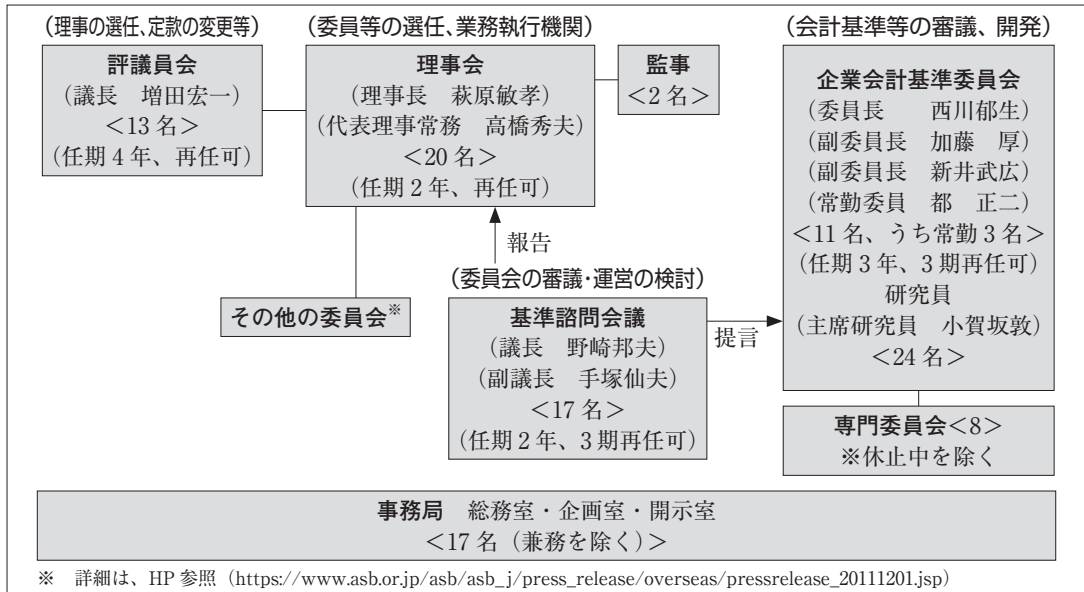 (理事の選任、定款の変更等)
評議員会
(議長 増田宏一)
<13名>
(任期4年、再任可)
(委員等の選任、業務執行機関)
理事会
(理事長 萩原敏孝)
(代表理事常務 高橋秀夫)
<20名>
(任期2年、再任可)
監事
<2名>
(会計基準等の審議、開発)
企業会計基準委員会
(委員長 西川郁生)
(副委員長 加藤 厚)
(副委員長 新井武広)
(常勤委員 都 正二)
<11名、うち常勤3名>
(任期3年、3期再任可)
研究員
(主席研究員 小賀坂敦)
<24名>
報告
(委員会の審議・運営の検討)
その他の委員会※
基準諮問会議
(議長 野崎邦夫)
(副議長 手塚仙夫)
<17名>
(任期2年、3期再任可)
提言
専門委員会<8>
※休止中を除く
事務局 総務室・企画室・開示室
<17名(兼務を除く)>
※ 詳細は、HP参照(https://www.asb.or.jp/asb/asb_j/press_release/overseas/pressrelease_20111201.jsp)